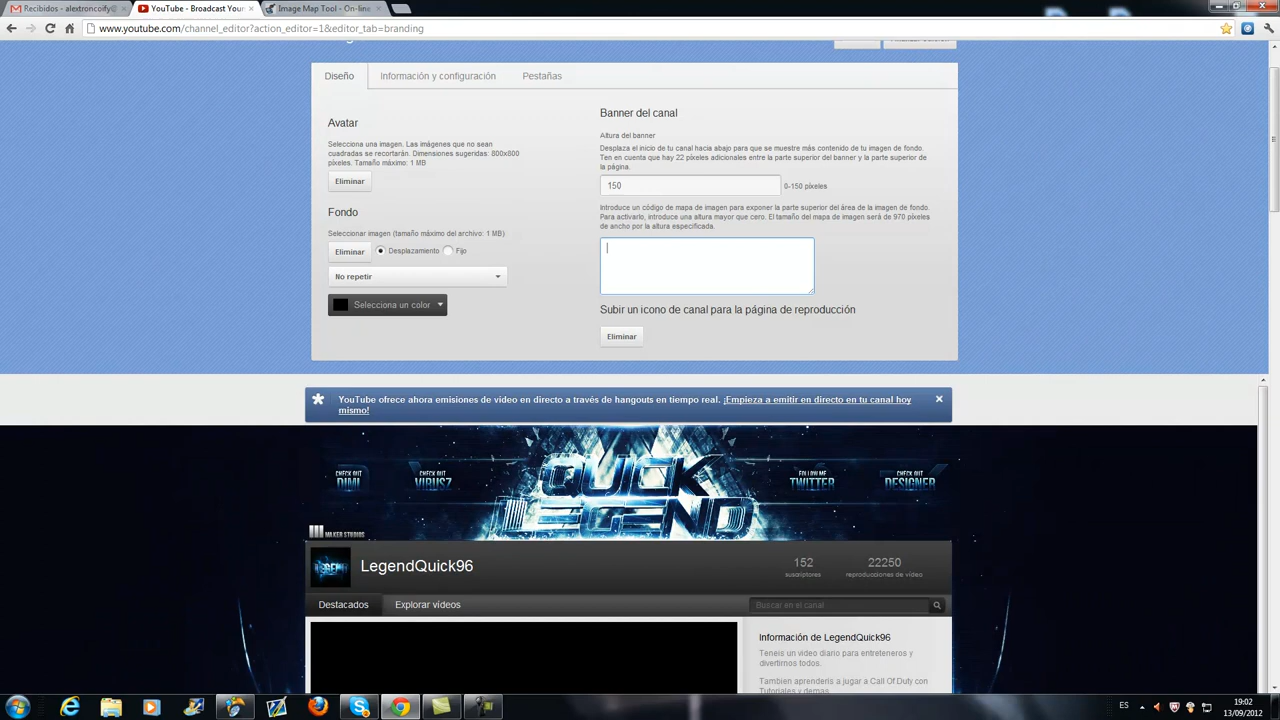 Recibidos - alextroncoify@
YouTube - Broadcast Your
Image Map Tool - On-line
www.youtube.com/channel_editor?action_editor=1&editor_tab=branding
Diseño
Información y configuración
Pestañas
Avatar
Selecciona una imagen. Las imágenes que no sean
cuadradas se recortarán. Dimensiones sugeridas: 800x800
píxeles. Tamaño máximo: 1 MB
Eliminar
Fondo
Seleccionar imagen (tamaño máximo del archivo: 1 MB)
Eliminar
Desplazamiento
Fijo
No repetir
Selecciona un color
Banner del canal
Altura del banner
Desplaza el inicio de tu canal hacia abajo para que se muestre más contenido de tu imagen de fondo.
Ten en cuenta que hay 22 píxeles adicionales entre la parte superior del banner y la parte superior de
la página.
150
0-150 píxeles
Introduce un código de mapa de imagen para exponer la parte superior del área de la imagen de fondo.
Para activarlo, introduce una altura mayor que cero. El tamaño del mapa de imagen será de 970 píxeles
de ancho por la altura especificada.
Subir un icono de canal para la página de reproducción
Eliminar
YouTube ofrece ahora emisiones de vídeo en directo a través de hangouts en tiempo real. ¡Empieza a emitir en directo en tu canal hoy
mismo!
CHECK OUT
DIMI
CHECK OUT
VIRUSZ
QUICK
LEGEND
FOLLOW ME
TWITTER
CHECK OUT
DESIGNER
MAKER STUDIOS
LegendQuick96
152
suscriptores
22250
reproducciones de vídeo
Destacados
Explorar vídeos
Buscar en el canal
Información de LegendQuick96
Teneis un video diario para entreteneros y
divertirnos todos.
Tambien aprenderis a jugar a Call Of Duty con
Tutoriales y demas.
ES
19:02
13/09/2012